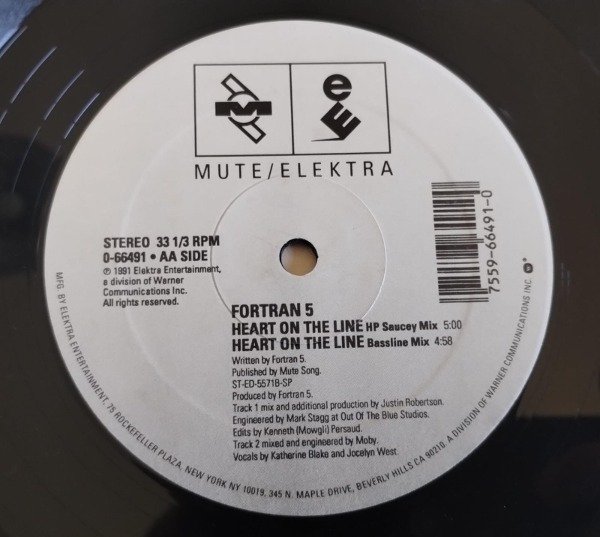 M
e
E
MUTE/ELEKTRA
STEREO 33 1/3 RPM
0-66491 • AA SIDE
℗ 1991 Elektra Entertainment,
a division of Warner
Communications Inc.
All rights reserved.
7559-66491-0
FORTRAN 5
HEART ON THE LINE HP Saucey Mix 5:00
HEART ON THE LINE Bassline Mix 4:58
Written by Fortran 5.
Published by Mute Song.
ST-ED-55718-SP
Produced by Fortran 5.
Track 1 mix and additional production by Justin Robertson.
Engineered by Mark Stagg at Out Of The Blue Studios.
Edits by Kenneth (Mowgli) Persaud.
Track 2 mixed and engineered by Moby.
Vocals by Katherine Blake and Jocelyn West.
MFG. BY ELEKTRA ENTERTAINMENT, 75 ROCKEFELLER PLAZA, NEW YORK NY 10019, 345 N. MAPLE DRIVE, BEVERLY HILLS CA 90210. A DIVISION OF WARNER COMMUNICATIONS INC.